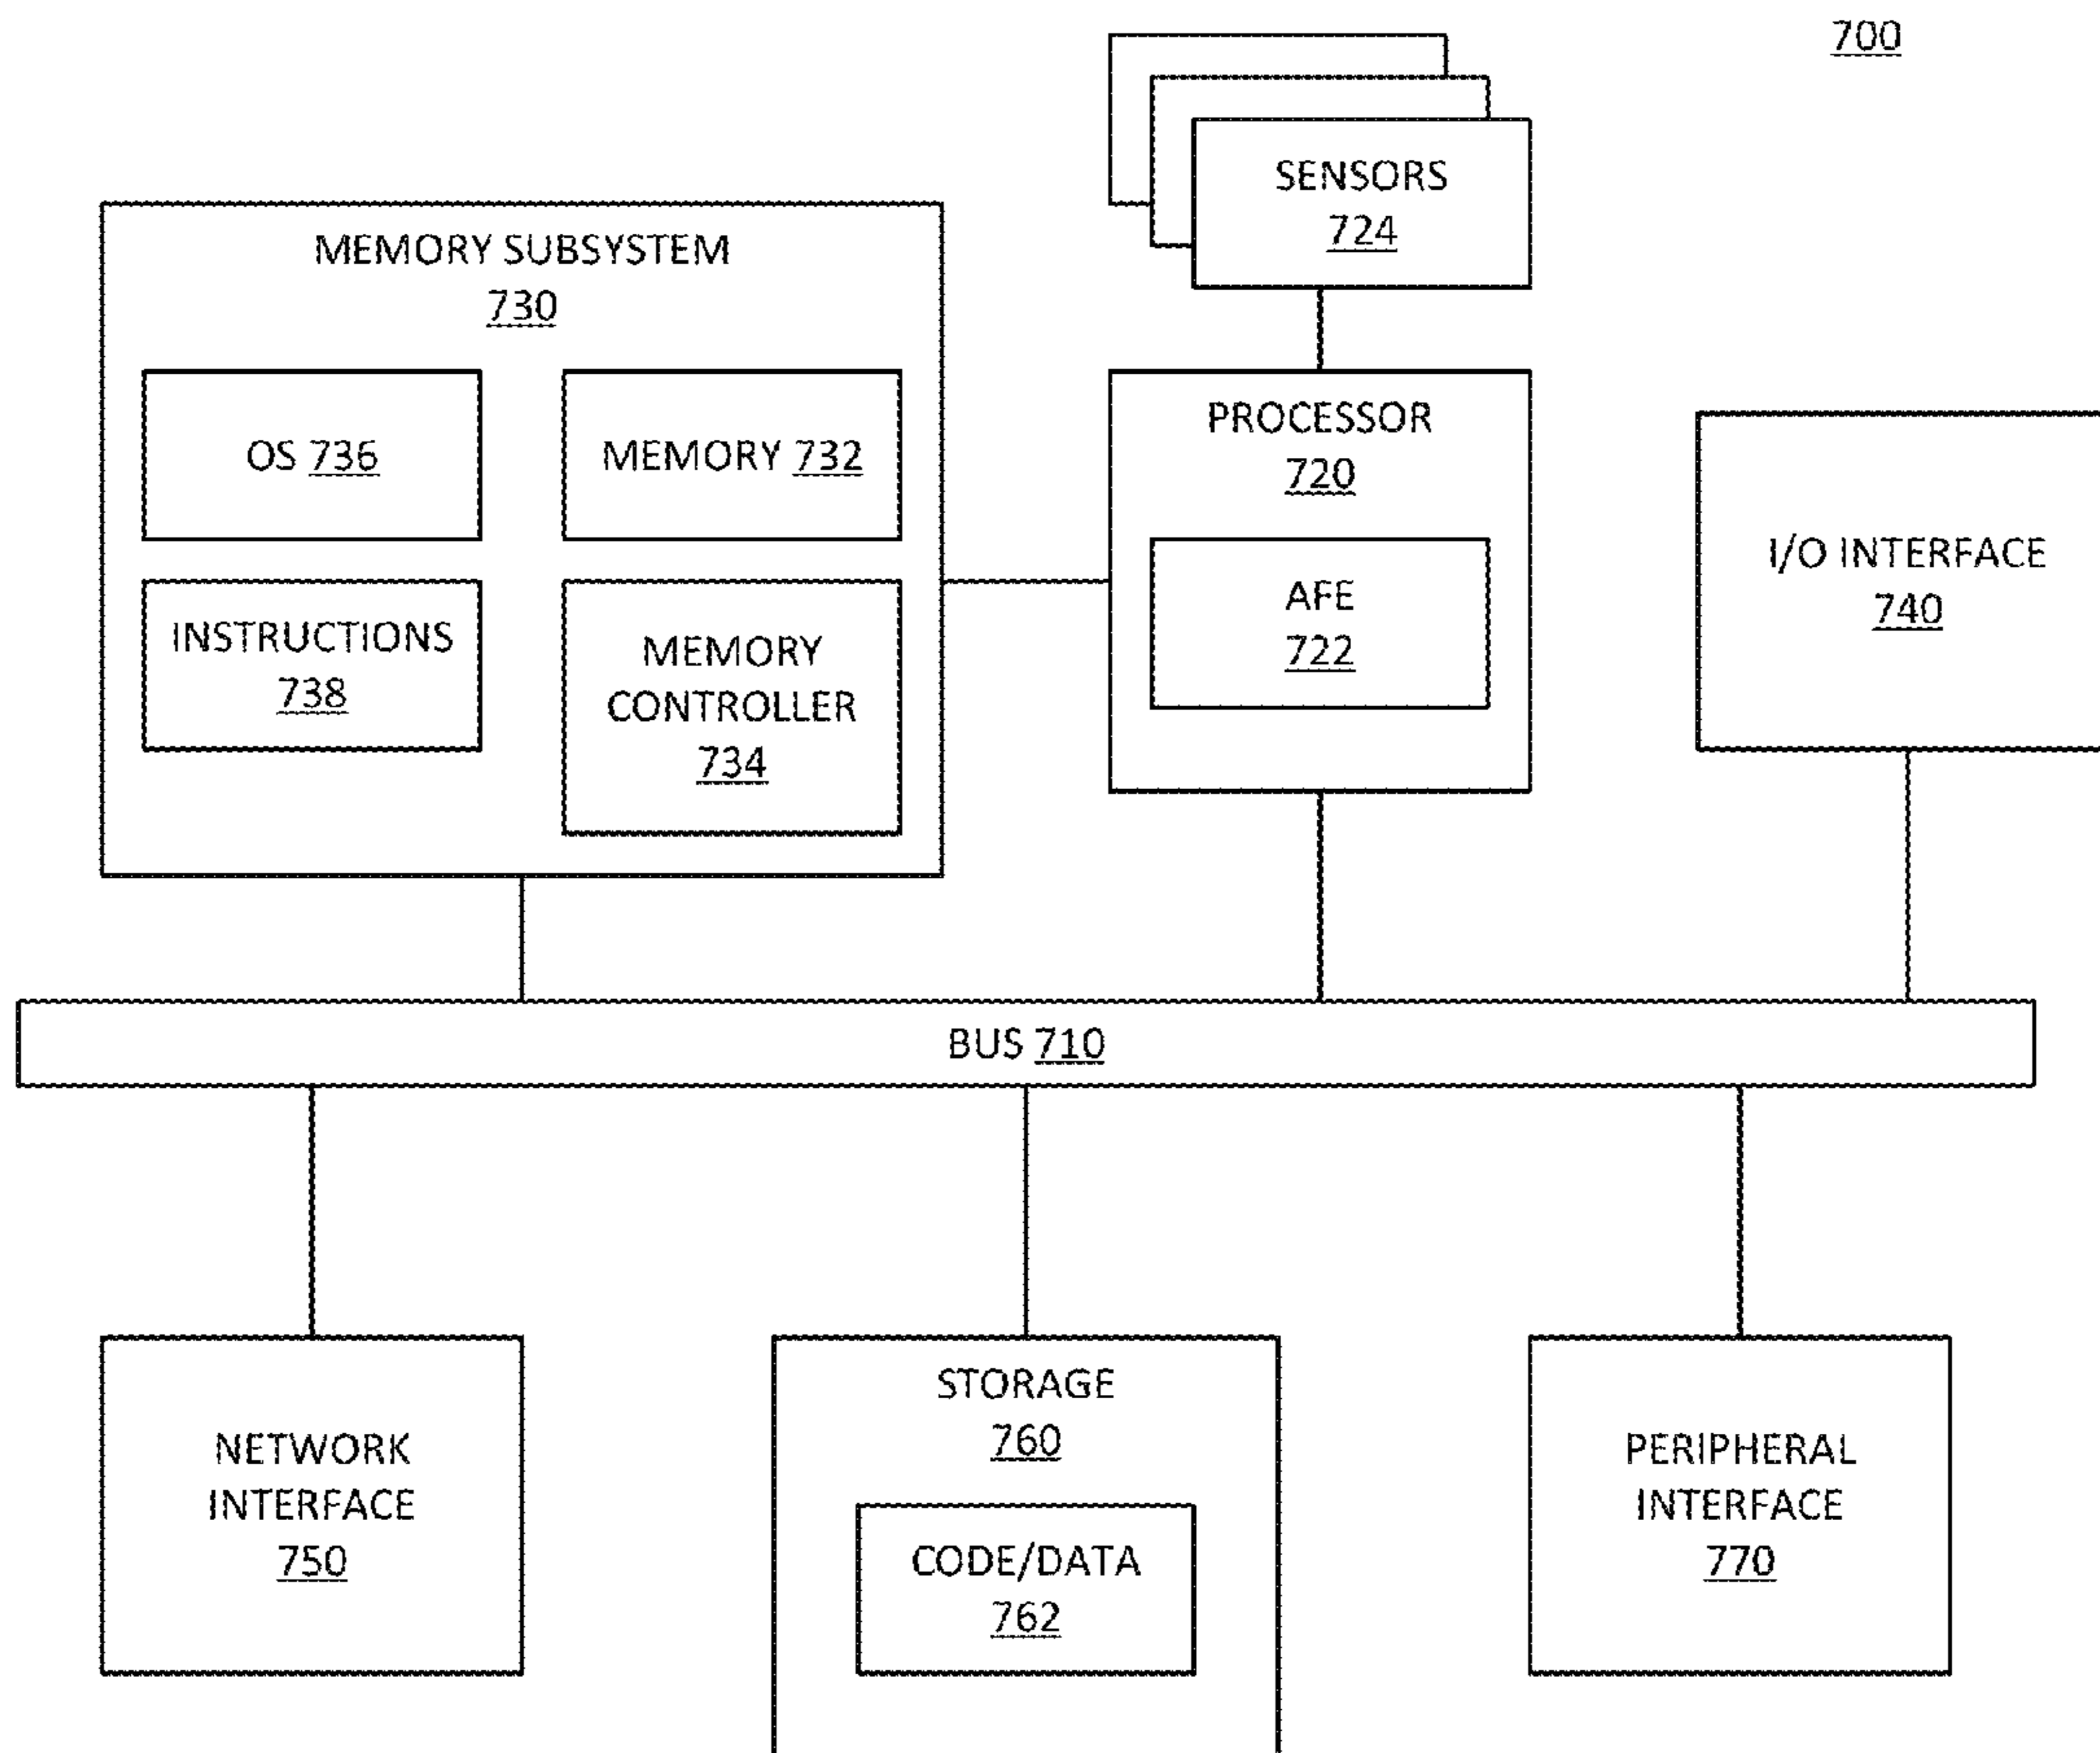 700
SENSORS
724
MEMORY SUBSYSTEM
730
OS 736
MEMORY 732
INSTRUCTIONS
738
MEMORY
CONTROLLER
734
PROCESSOR
720
AFE
722
I/O INTERFACE
740
BUS 710
NETWORK
INTERFACE
750
STORAGE
760
CODE/DATA
762
PERIPHERAL
INTERFACE
770